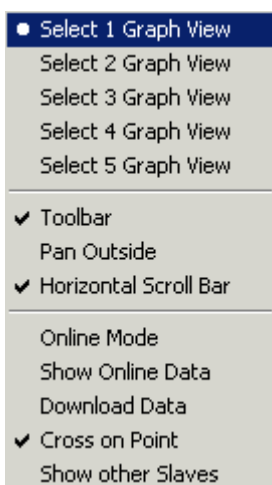 Select 1 Graph View
Select 2 Graph View
Select 3 Graph View
Select 4 Graph View
Select 5 Graph View
Toolbar
Pan Outside
Horizontal Scroll Bar
Online Mode
Show Online Data
Download Data
Cross on Point
Show other Slaves